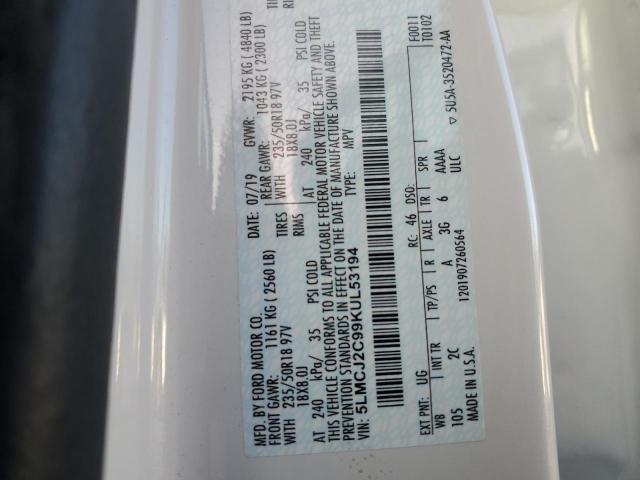 MFD. BY FORD MOTOR CO.
DATE: 07/19 GVWR: 2195 KG ( 4840 LB)
FRONT GAWR: 1161 KG ( 2560 LB) REAR GAWR: 1043 KG ( 2300 LB)
WITH 235/50R18 97V TIRES WITH 235/50R18 97V
18X8.0J RIMS 18X8.0J
AT 240 kPa/ 35 PSI COLD AT 240 kPa/ 35 PSI COLD
THIS VEHICLE CONFORMS TO ALL APPLICABLE FEDERAL MOTOR VEHICLE SAFETY AND THEFT
PREVENTION STANDARDS IN EFFECT ON THE DATE OF MANUFACTURE SHOWN ABOVE.
VIN: 5LMCJ2C99KUL53194 TYPE: MPV
EXT PNT: UG RC: 46 DSO: F0011
WB INT TR TP/PS R AXLE TR SPR T0102
105 2C A 3G 6 AAAA
MADE IN U.S.A. 1201907260564 ULC
▽ 5U5A-3520472-AA